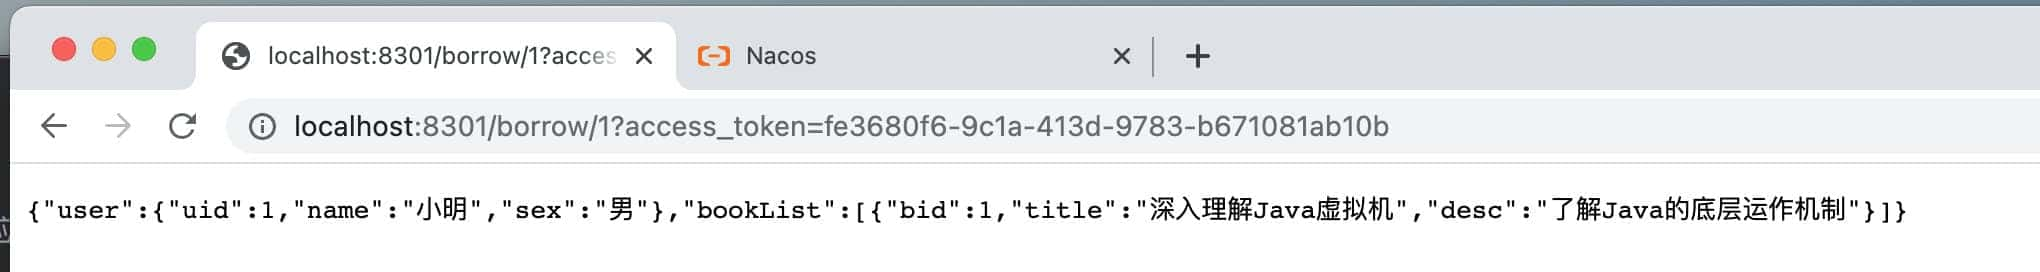 localhost:8301/borrow/1?acces
Nacos
localhost:8301/borrow/1?access_token=fe3680f6-9c1a-413d-9783-b671081ab10b
{"user":{"uid":1,"name":"小明","sex":"男"},"bookList":[{"bid":1,"title":"深入理解Java虚拟机","desc":"了解Java的底层运作机制"}]}